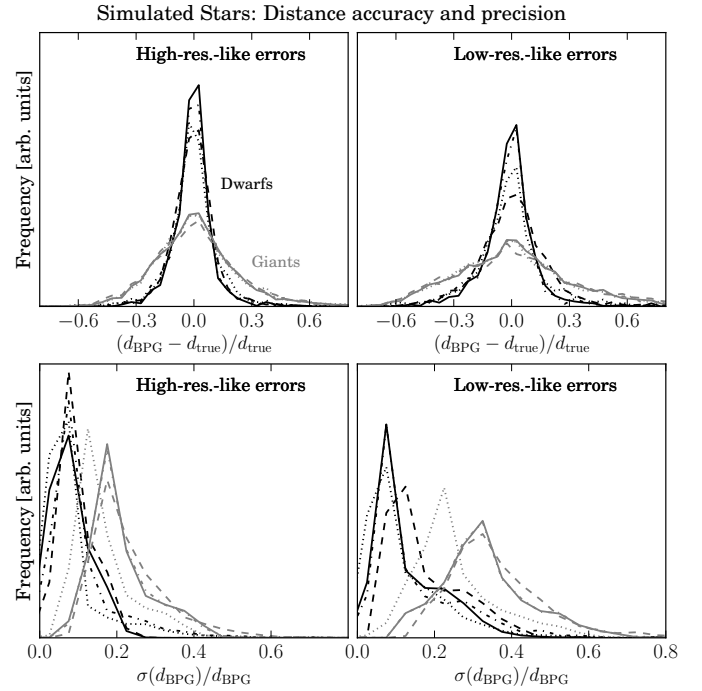 Simulated Stars: Distance accuracy and precision
High-res.-like errors
Low-res.-like errors
Frequency [arb. units]
Dwarfs
Giants
−0.6 −0.3 0.0 0.3 0.6
−0.6 −0.3 0.0 0.3 0.6
(d_BPG − d_true)/d_true
(d_BPG − d_true)/d_true
High-res.-like errors
Low-res.-like errors
Frequency [arb. units]
0.0 0.2 0.4 0.6
0.0 0.2 0.4 0.6 0.8
σ(d_BPG)/d_BPG
σ(d_BPG)/d_BPG